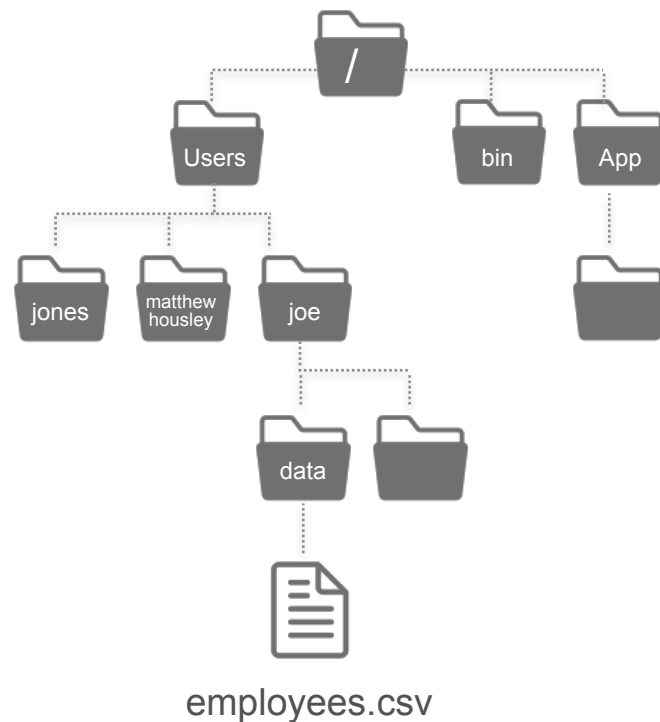 /
Users
bin
App
jones
matthew
housley
joe
data
employees.csv